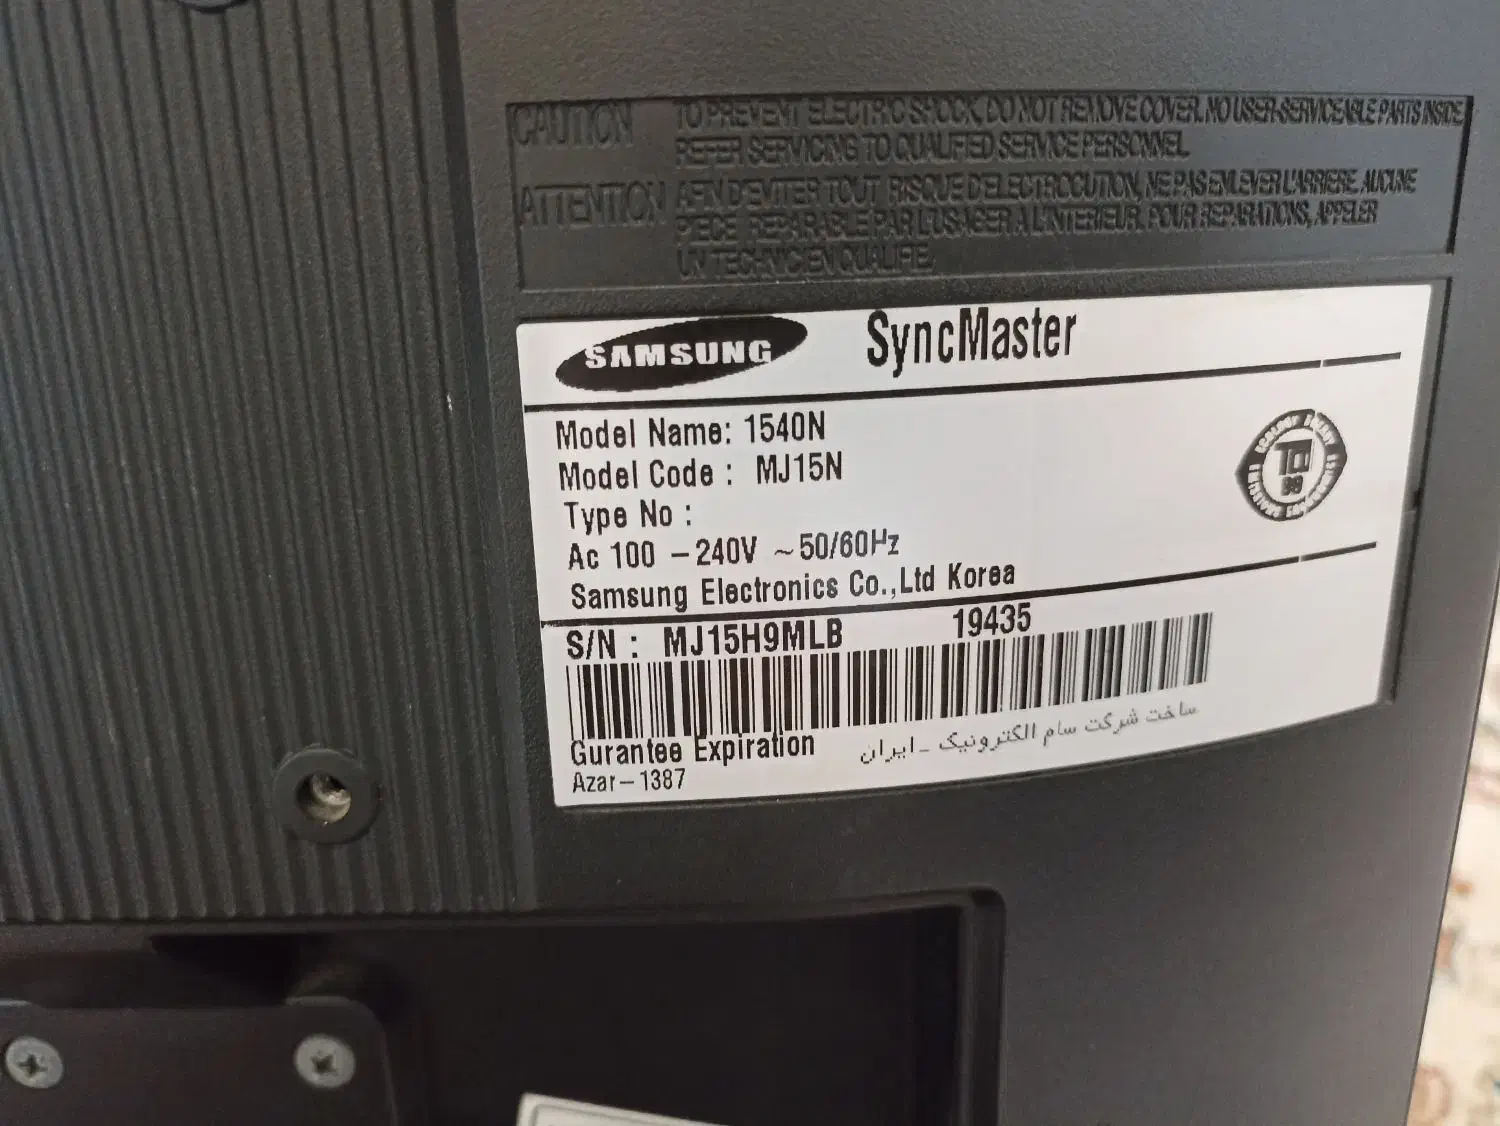 CAUTION TO PREVENT ELECTRIC SHOCK, DO NOT REMOVE COVER. NO USER-SERVICEABLE PARTS INSIDE.
REFER SERVICING TO QUALIFIED SERVICE PERSONNEL.
ATTENTION AFIN D'EVITER TOUT RISQUE D'ELECTROCUTION, NE PAS ENLEVER L'ARRIERE. AUCUNE
PIECE REPARABLE PAR L'USAGER A L'INTERIEUR. POUR REPARATIONS, APPELER
UN TECHNICIEN QUALIFIE.
SAMSUNG SyncMaster
Model Name: 1540N
Model Code : MJ15N
Type No :
Ac 100 -240V ~50/60Hz
Samsung Electronics Co.,Ltd Korea
TCO
99
S/N : MJ15H9MLB 19435
ساخت شرکت سام الکترونیک - ایران
Gurantee Expiration
Azar-1387